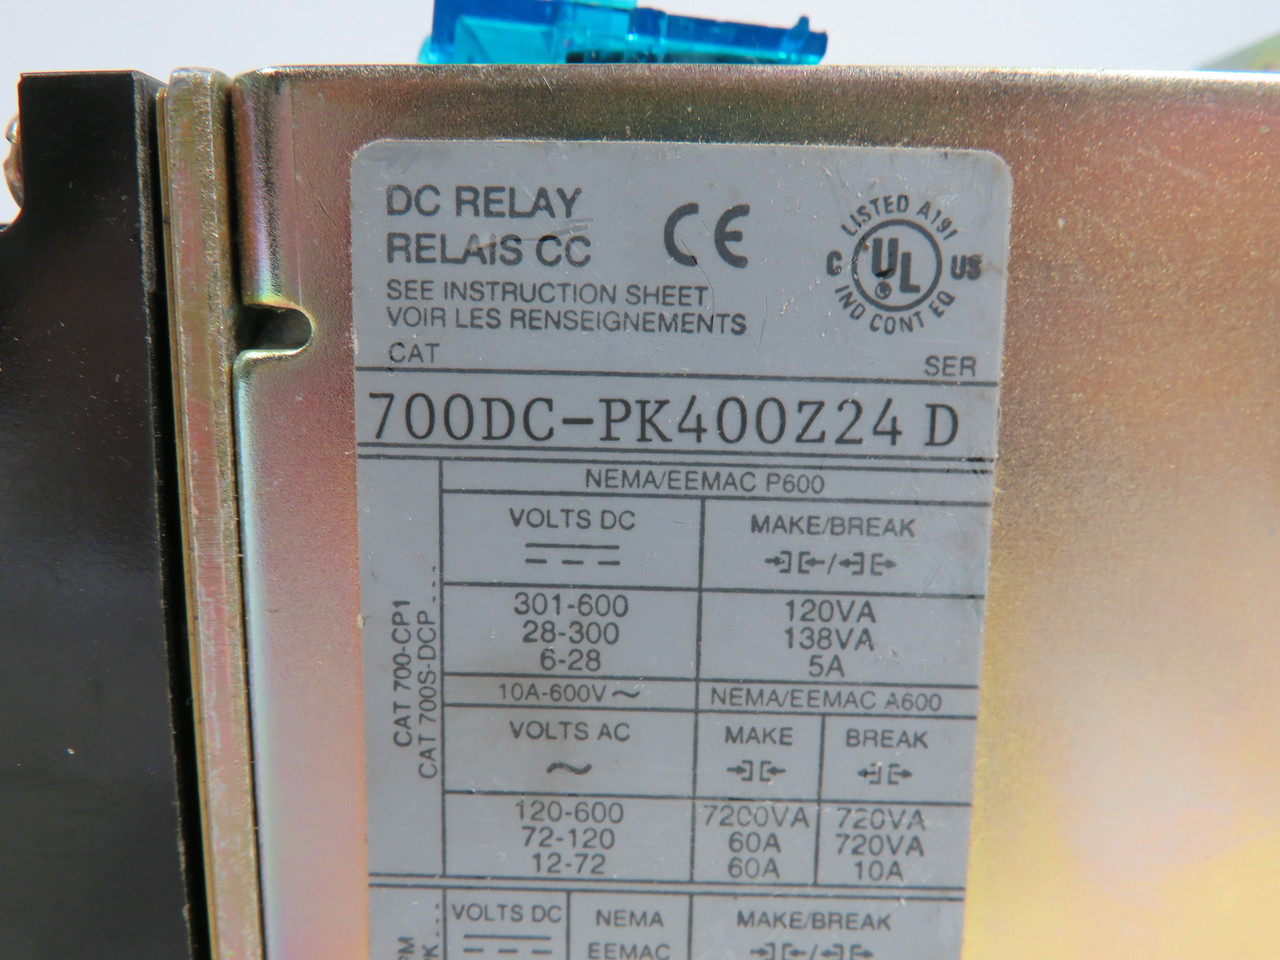 DC RELAY
RELAIS CC
CE
LISTED A191
C UL US
®
IND CONT EQ
SEE INSTRUCTION SHEET
VOIR LES RENSEIGNEMENTS
CAT SER
700DC-PK400Z24 D
CAT 700-CP1
CAT 700S-DCP...
NEMA/EEMAC P600
VOLTS DC MAKE/BREAK
301-600 120VA
28-300 138VA
6-28 5A
10A-600V~ NEMA/EEMAC A600
VOLTS AC MAKE BREAK
~
120-600 7200VA 720VA
72-120 60A 720VA
12-72 60A 10A
VOLTS DC NEMA MAKE/BREAK
EEMAC